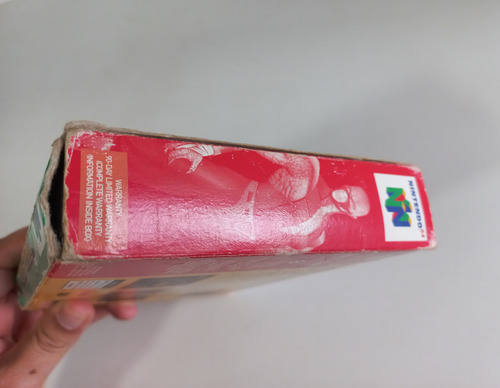 WARRANTY
90-DAY LIMITED WARRANTY
(COMPLETE WARRANTY
INFORMATION INSIDE BOX)
NINTENDO 64